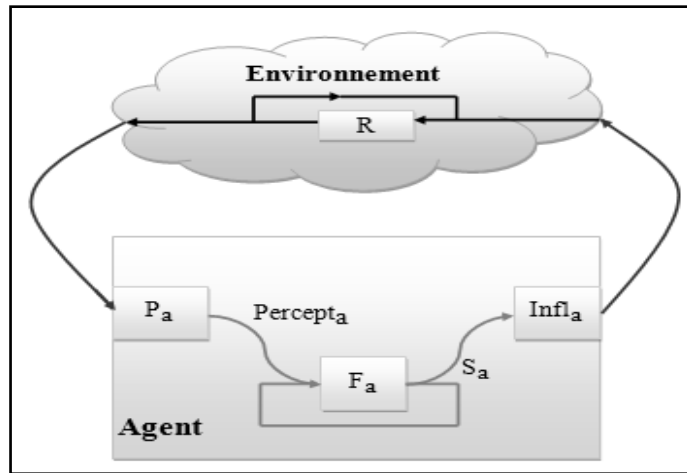 Environnement
R
Pa
Percepta
Infla
Fa
Sa
Agent